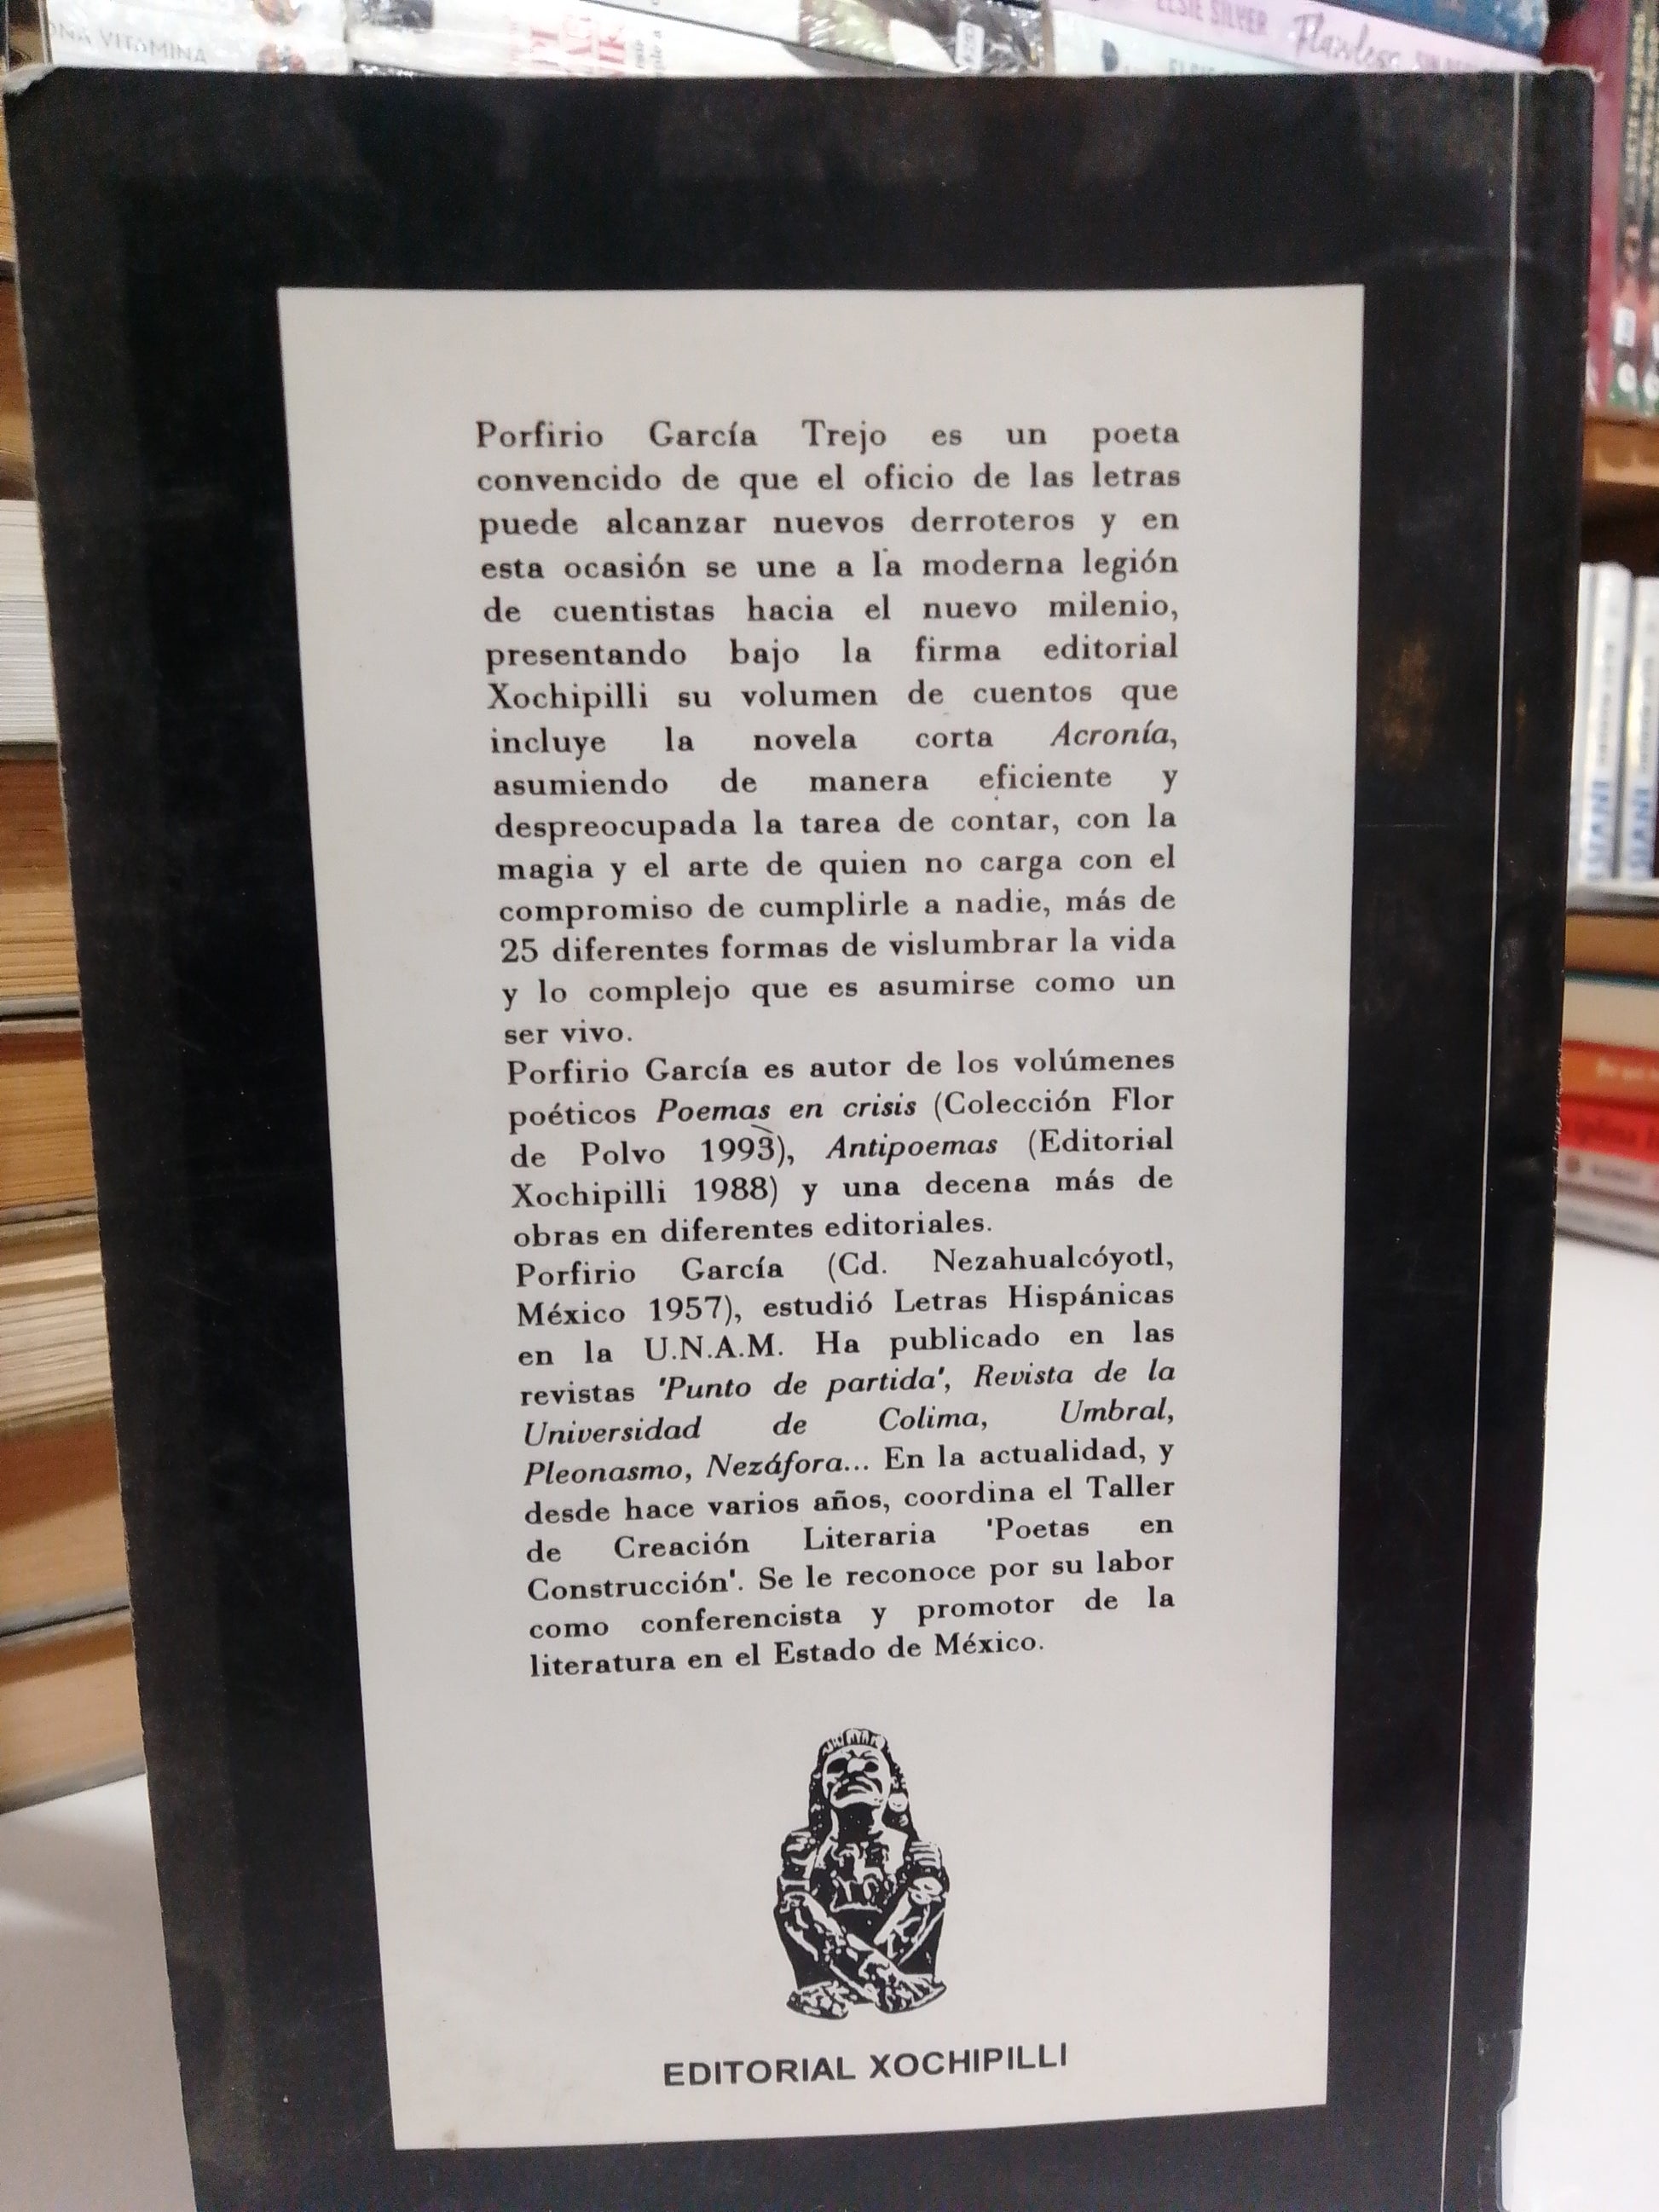 ELSIE SILVER Flawless
Porfirio García Trejo es un poeta
convencido de que el oficio de las letras
puede alcanzar nuevos derroteros y en
esta ocasión se une a la moderna legión
de cuentistas hacia el nuevo milenio,
presentando bajo la firma editorial
Xochipilli su volumen de cuentos que
incluye la novela corta Acronía,
asumiendo de manera eficiente y
despreocupada la tarea de contar, con la
magia y el arte de quien no carga con el
compromiso de cumplirle a nadie, más de
25 diferentes formas de vislumbrar la vida
y lo complejo que es asumirse como un
ser vivo.
Porfirio García es autor de los volúmenes
poéticos Poemas en crisis (Colección Flor
de Polvo 1993), Antipoemas (Editorial
Xochipilli 1988) y una decena más de
obras en diferentes editoriales.
Porfirio García (Cd. Nezahualcóyotl,
México 1957), estudió Letras Hispánicas
en la U.N.A.M. Ha publicado en las
revistas 'Punto de partida', Revista de la
Universidad de Colima, Umbral,
Pleonasmo, Nezáfora... En la actualidad, y
desde hace varios años, coordina el Taller
de Creación Literaria 'Poetas en
Construcción'. Se le reconoce por su labor
como conferencista y promotor de la
literatura en el Estado de México.
EDITORIAL XOCHIPILLI